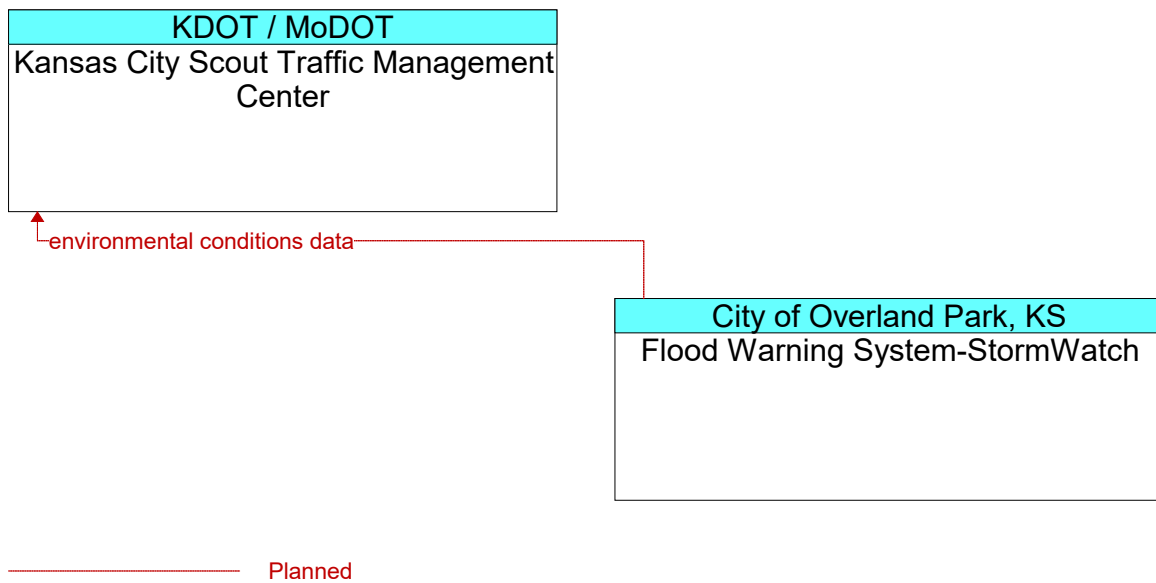 KDOT / MoDOT
Kansas City Scout Traffic Management
Center
environmental conditions data
City of Overland Park, KS
Flood Warning System-StormWatch
Planned